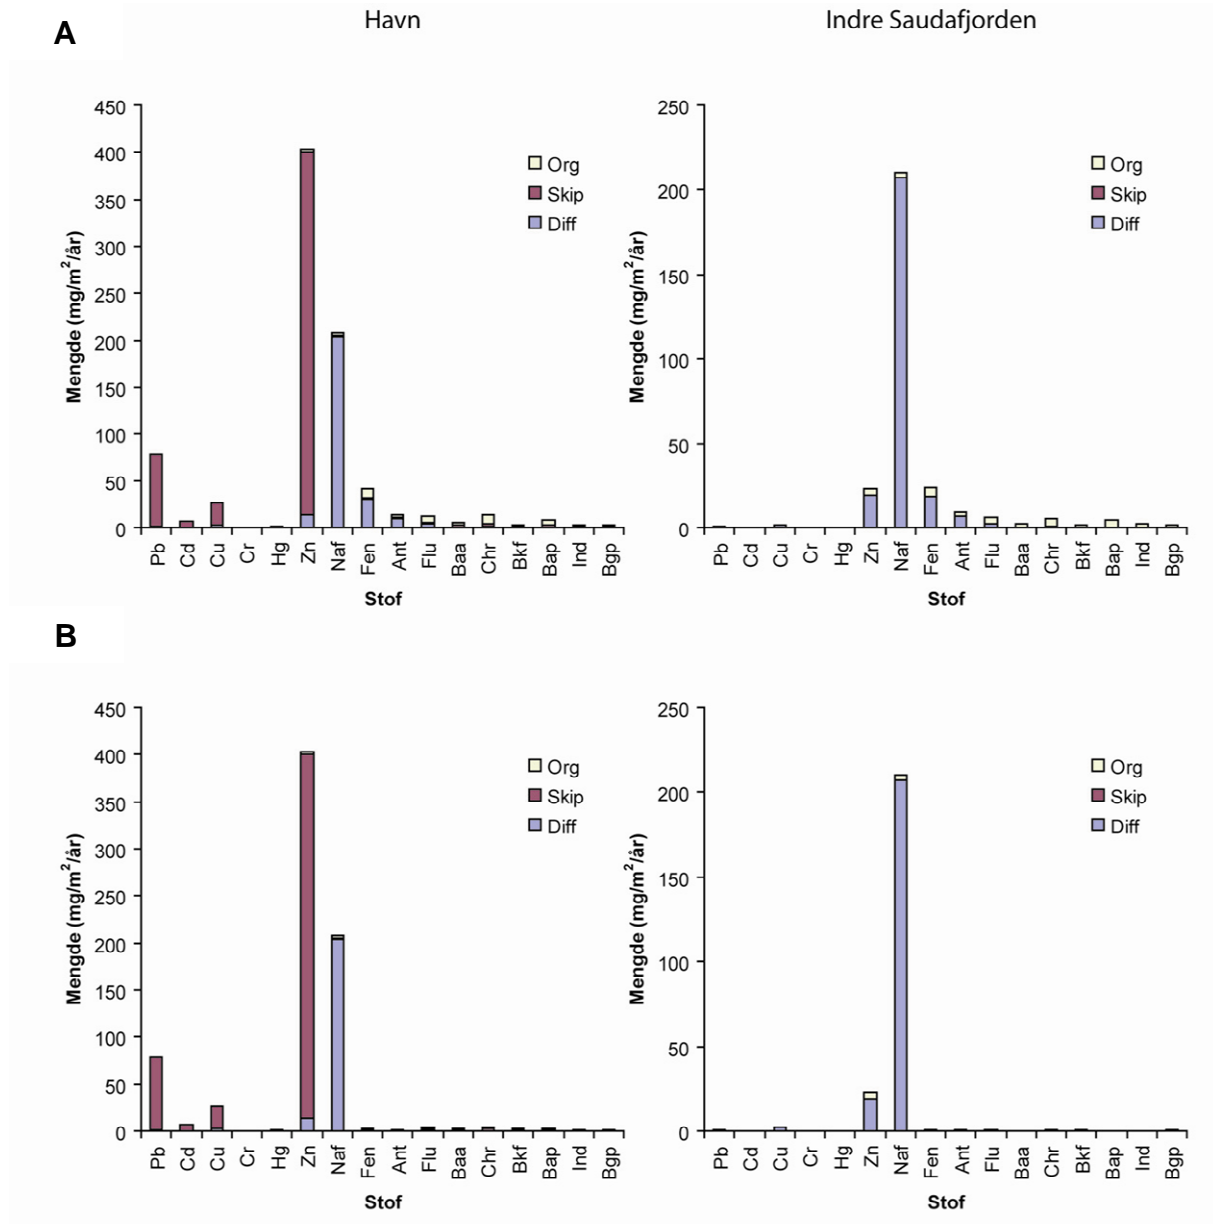 A
Havn
Indre Saudafjorden
450
400
350
300
250
200
150
100
50
0
Mengde (mg/m²/år)
Org
Skip
Diff
Pb Cd Cu Cr Hg Zn Naf Fen Ant Flu Baa Chr Bkf Bap Ind Bgp
Stof
250
200
150
100
50
0
Mengde (mg/m²/år)
Org
Skip
Diff
Pb Cd Cu Cr Hg Zn Naf Fen Ant Flu Baa Chr Bkf Bap Ind Bgp
Stof
B
450
400
350
300
250
200
150
100
50
0
Mengde (mg/m²/år)
Org
Skip
Diff
Pb Cd Cu Cr Hg Zn Naf Fen Ant Flu Baa Chr Bkf Bap Ind Bgp
Stof
250
200
150
100
50
0
Mengde (mg/m²/år)
Org
Skip
Diff
Pb Cd Cu Cr Hg Zn Naf Fen Ant Flu Baa Chr Bkf Bap Ind Bgp
Stof